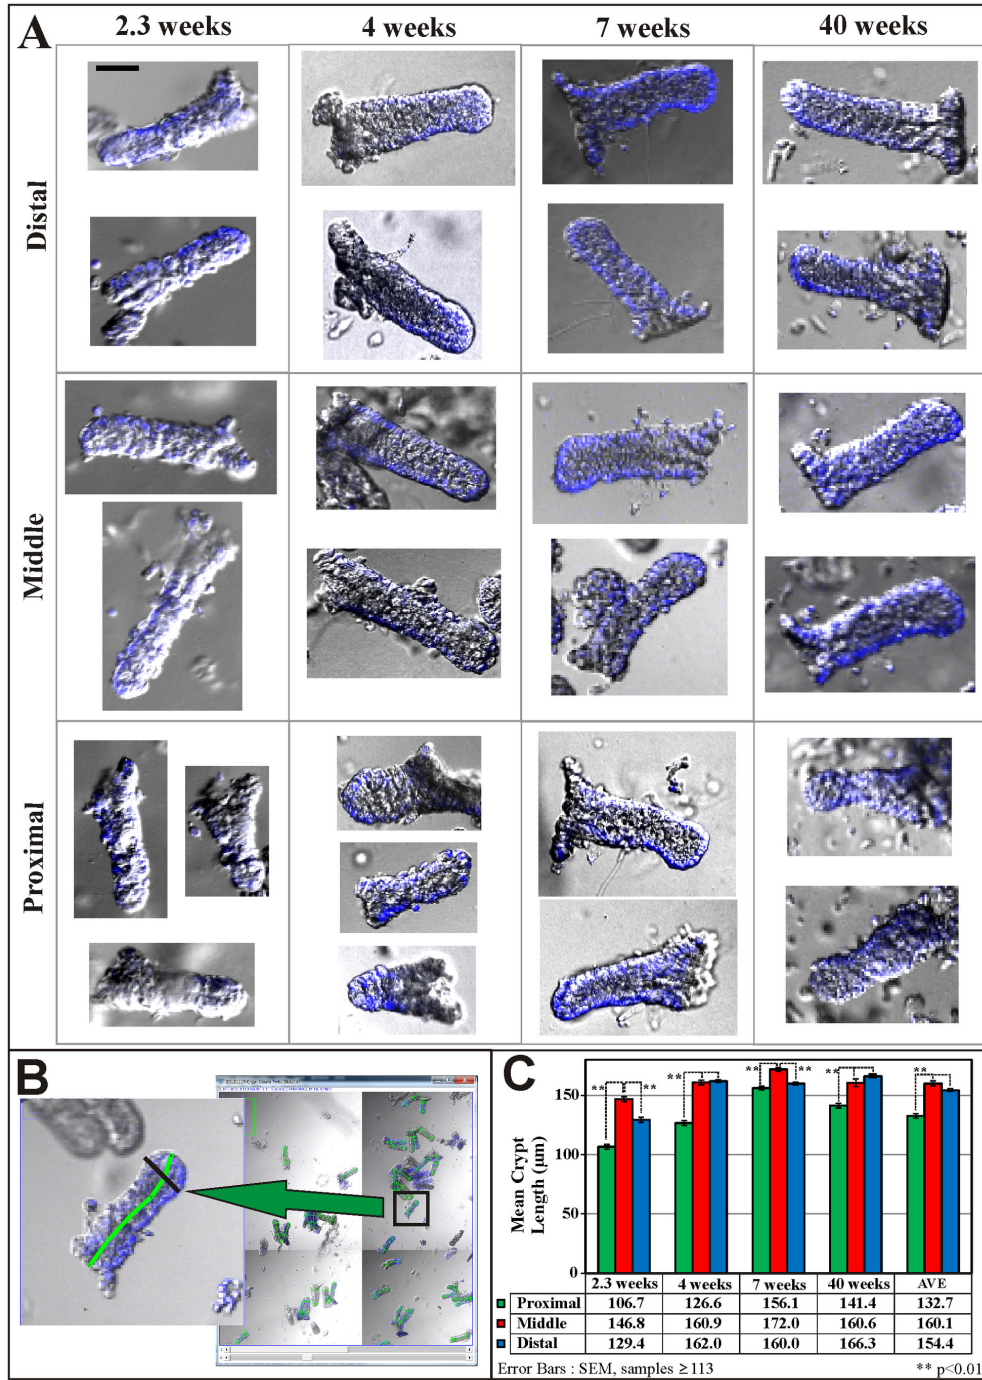 A
2.3 weeks 4 weeks 7 weeks 40 weeks
Distal
Middle
Proximal
B
C
Mean Crypt
Length (µm)
150
100
50
0
** ** ** ** ** ** **
2.3 weeks 4 weeks 7 weeks 40 weeks AVE
Proximal 106.7 126.6 156.1 141.4 132.7
Middle 146.8 160.9 172.0 160.6 160.1
Distal 129.4 162.0 160.0 166.3 154.4
Error Bars : SEM, samples ≥113 ** p<0.01